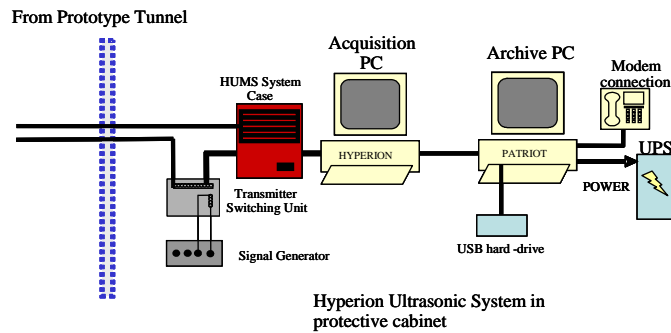 From Prototype Tunnel
Acquisition
PC
Archive PC
Modem
connection
HUMS System
Case
HYPERION
PATRIOT
UPS
POWER
Transmitter
Switching Unit
USB hard -drive
Signal Generator
Hyperion Ultrasonic System in
protective cabinet